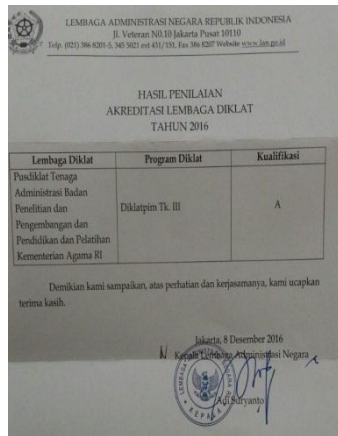 LEMBAGA ADMINISTRASI NEGARA REPUBLIK INDONESIA
Jl. Veteran N0.10 Jakarta Pusat 10110
Telp. (021) 386 8201-5, 345 5021 ext 431/151, Fax 386 8207 Website www.lan.go.id
HASIL PENILAIAN
AKREDITASI LEMBAGA DIKLAT
TAHUN 2016
Lembaga Diklat Program Diklat Kualifikasi
Pusdiklat Tenaga
Administrasi Badan
Penelitian dan
Pengembangan dan
Pendidikan dan Pelatihan
Kementerian Agama RI
Diklatpim Tk. III
A
Demikian kami sampaikan, atas perhatian dan kerjasamanya, kami ucapkan
terima kasih.
Jakarta, 8 Desember 2016
Kepala Lembaga Administrasi Negara
Adi Suryanto
KEPALA